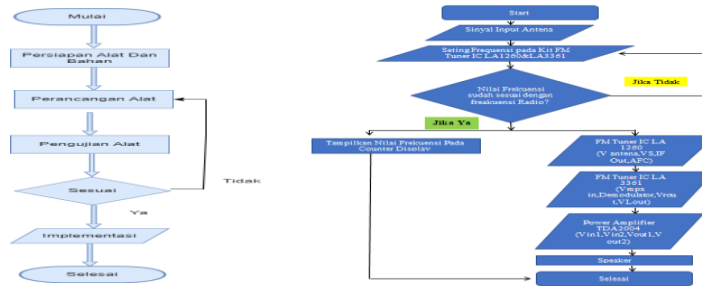 Mulai
Persiapan Alat Dan
Bahan
Perancangan Alat
Pengujian Alat
Sesuai
Tidak
Ya
Implementasi
Selesai
Start
Sinyal Input Antena
Seting Frequensi pada Kit FM
Tuner IC LA1260&LA3361
Nilai Frekuensi
sudah sesuai dengan
freakuensi Radio?
Jika Tidak
Jika Ya
Tampilkan Nilai Frekuensi Pada
Counter Display
FM Tuner IC LA
1260
(V antena,VS,IF
Out,AFC)
FM Tuner IC LA
3361
(Vmpx
in,Demodulator,Vrou
t,VLout)
Power Amplifier
TDA2004
(Vin1,Vin2,Vout1,V
out2)
Speaker
Selesai